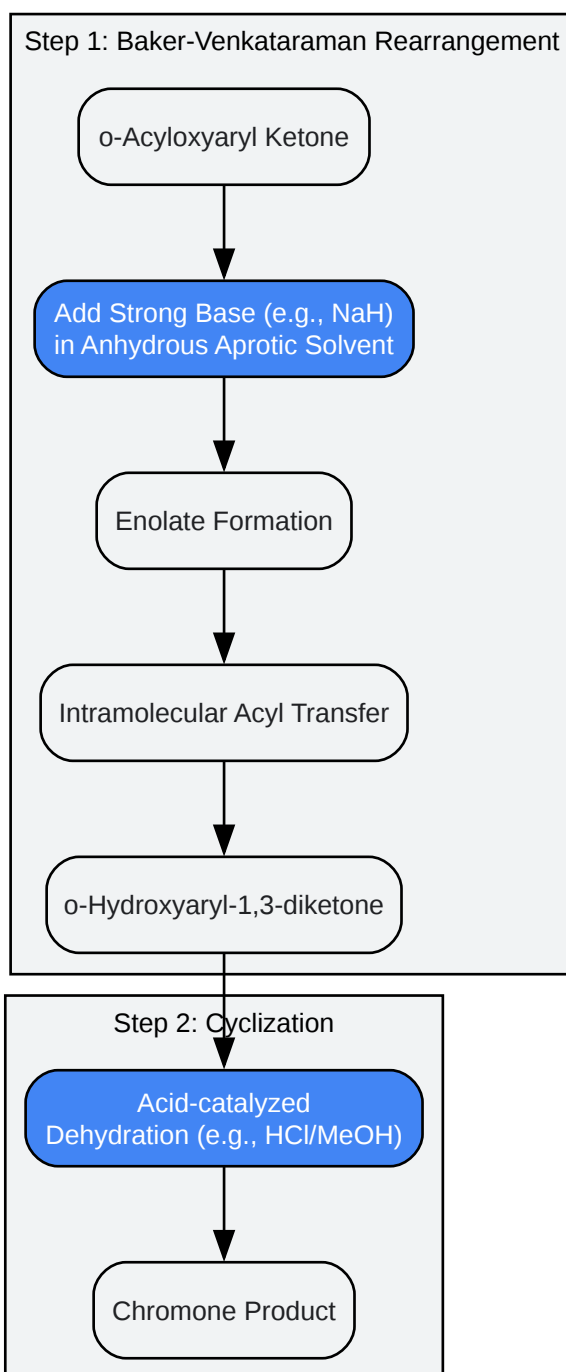 Step 1: Baker-Venkataraman Rearrangement
o-Acyloxyaryl Ketone
Add Strong Base (e.g., NaH)
in Anhydrous Aprotic Solvent
Enolate Formation
Intramolecular Acyl Transfer
o-Hydroxyaryl-1,3-diketone
Step 2: Cyclization
Acid-catalyzed
Dehydration (e.g., HCl/MeOH)
Chromone Product